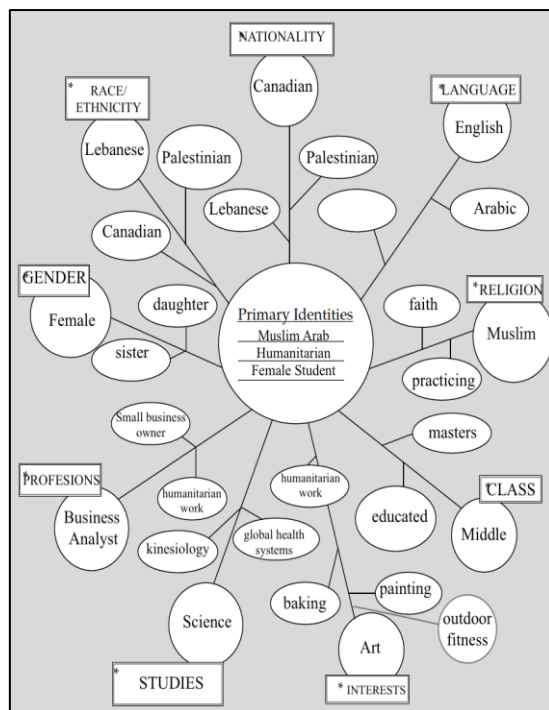 * NATIONALITY
Canadian
Palestinian
Lebanese
* RACE/
ETHNICITY
Lebanese
Palestinian
Canadian
* LANGUAGE
English
Arabic
* GENDER
Female
daughter
sister
* RELIGION
Muslim
faith
practicing
Primary Identities
Muslim Arab
Humanitarian
Female Student
* PROFESIONS
Business
Analyst
Small business
owner
humanitarian
work
* CLASS
Middle
masters
educated
* STUDIES
Science
kinesiology
global health
systems
* INTERESTS
Art
humanitarian
work
baking
painting
outdoor
fitness